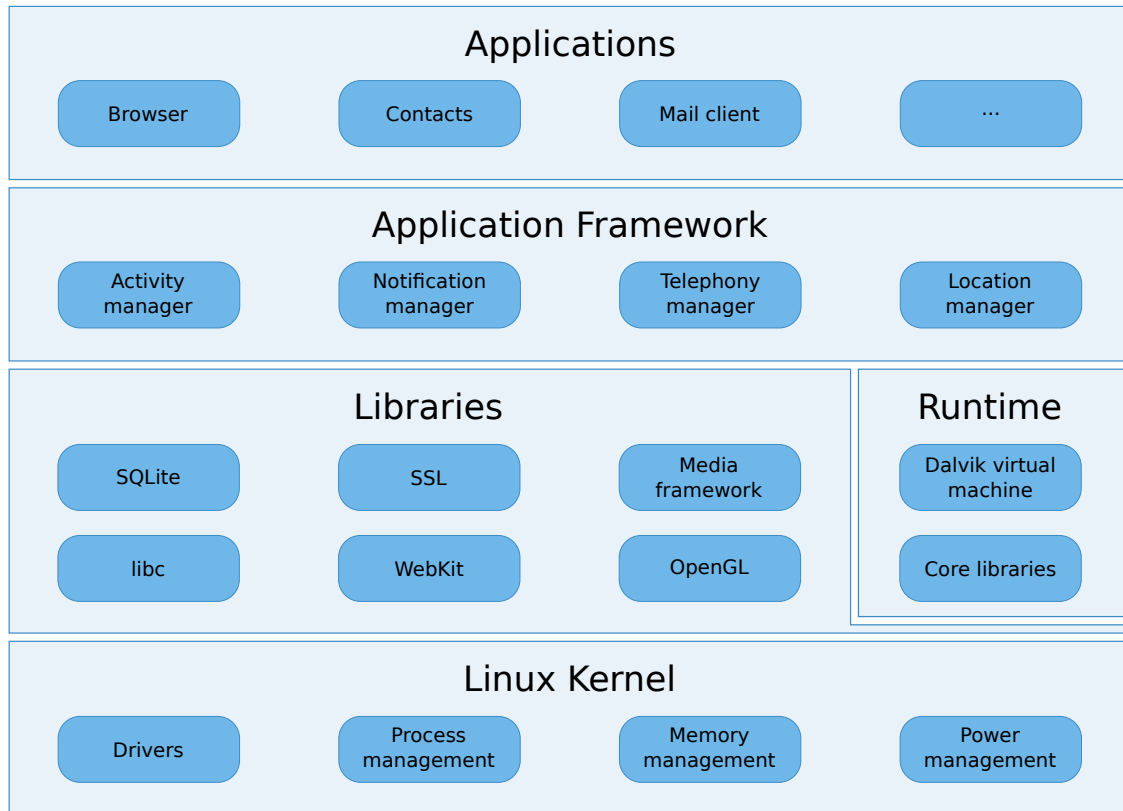 Applications
Browser
Contacts
Mail client
...
Application Framework
Activity
manager
Notification
manager
Telephony
manager
Location
manager
Libraries
SQLite
SSL
Media
framework
libc
WebKit
OpenGL
Runtime
Dalvik virtual
machine
Core libraries
Linux Kernel
Drivers
Process
management
Memory
management
Power
management